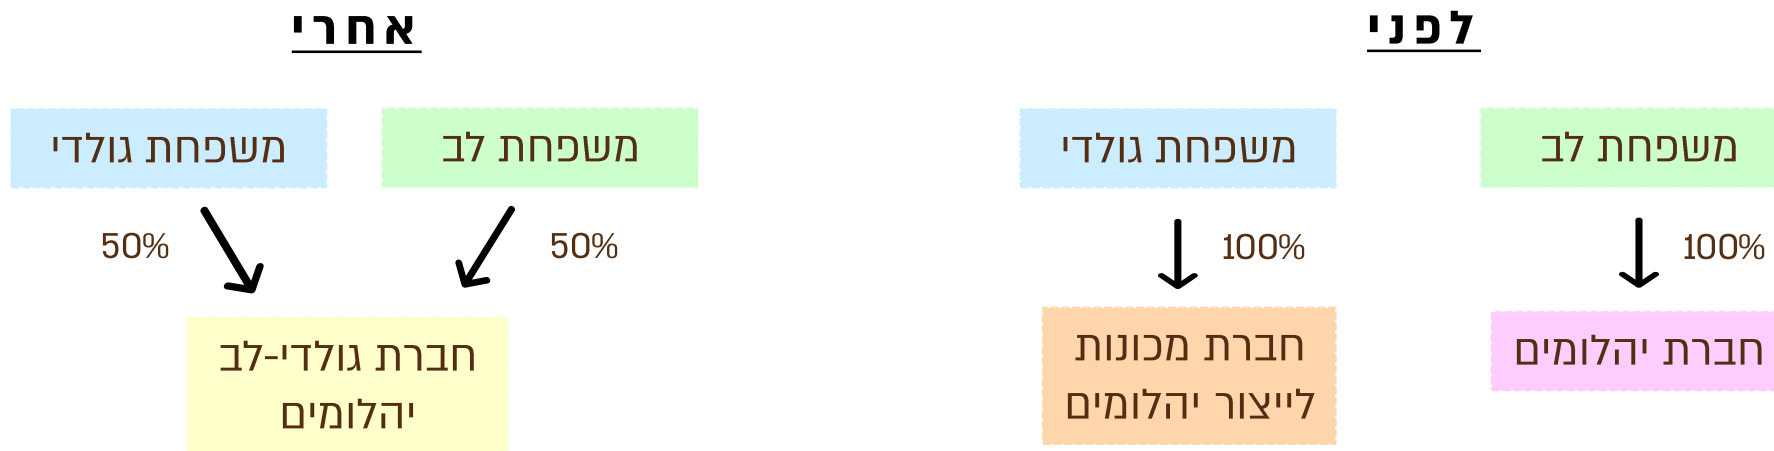 לפני
משפחת לב
משפחת גולדי
100%
100%
חברת יהלומים
חברת מכונות
לייצור יהלומים
אחרי
משפחת לב
משפחת גולדי
50%
50%
חברת גולדי-לב
יהלומים